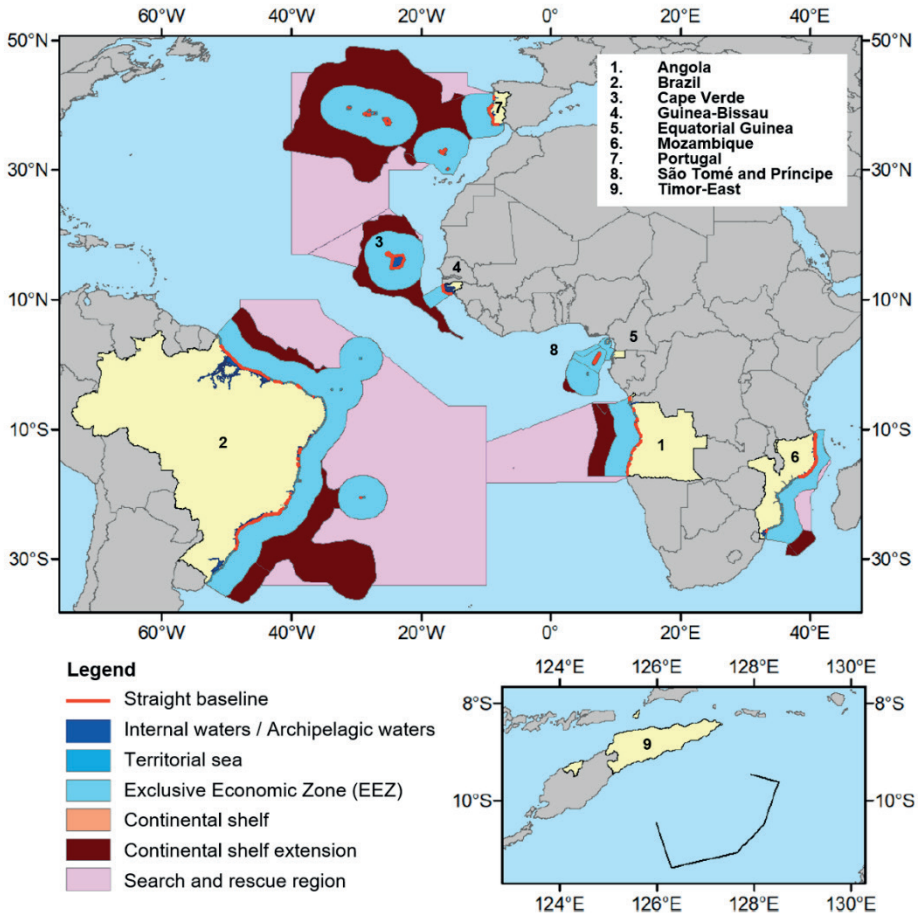 60°W 40°W 20°W 0° 20°E 40°E
50°N 50°N
1. Angola
2. Brazil
3. Cape Verde
4. Guinea-Bissau
5. Equatorial Guinea
6. Mozambique
7. Portugal
8. São Tomé and Príncipe
9. Timor-East
7
30°N 30°N
3
4
10°N 10°N
8 5
10°S 10°S
2 1 6
30°S 30°S
60°W 40°W 20°W 0° 20°E 40°E
Legend
Straight baseline
Internal waters / Archipelagic waters
Territorial sea
Exclusive Economic Zone (EEZ)
Continental shelf
Continental shelf extension
Search and rescue region
124°E 126°E 128°E 130°E
8°S 8°S
9
10°S 10°S
124°E 126°E 128°E 130°E